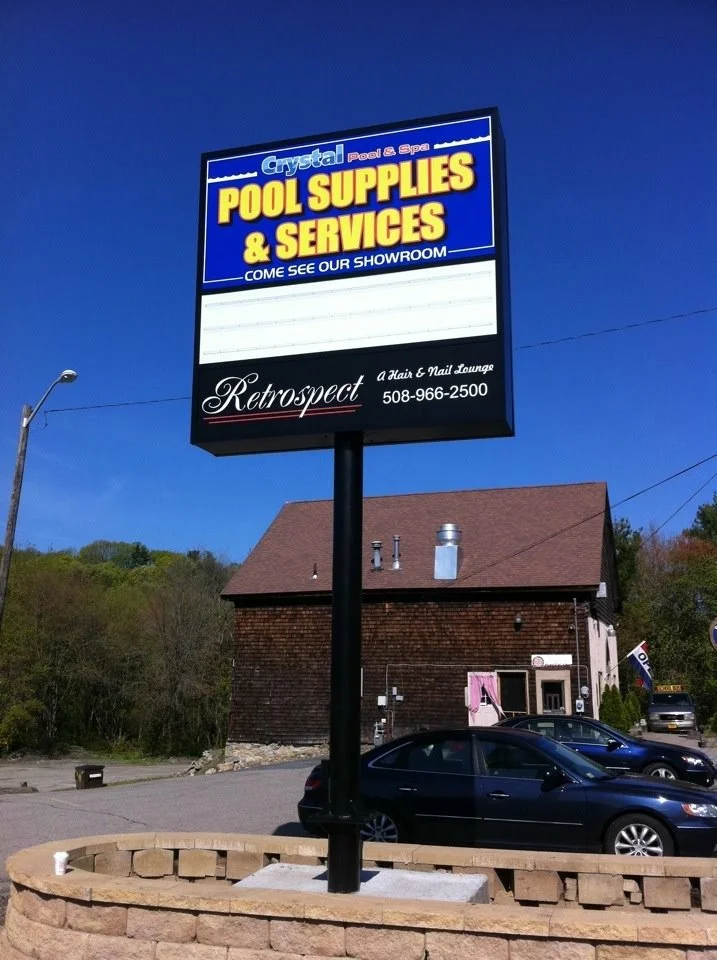 Crystal Pool & Spa
POOL SUPPLIES
& SERVICES
COME SEE OUR SHOWROOM
Retrospect
A Hair & Nail Lounge
508-966-2500